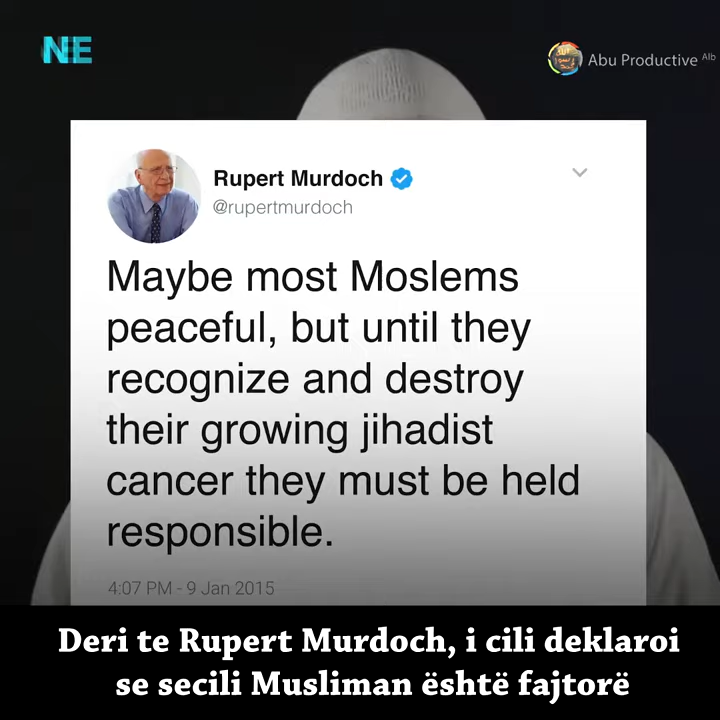 NE
Abu Productive Alb
Rupert Murdoch
@rupertmurdoch
Maybe most Moslems
peaceful, but until they
recognize and destroy
their growing jihadist
cancer they must be held
responsible.
4:07 PM - 9 Jan 2015
Deri te Rupert Murdoch, i cili deklaroi
se secili Musliman është fajtorë